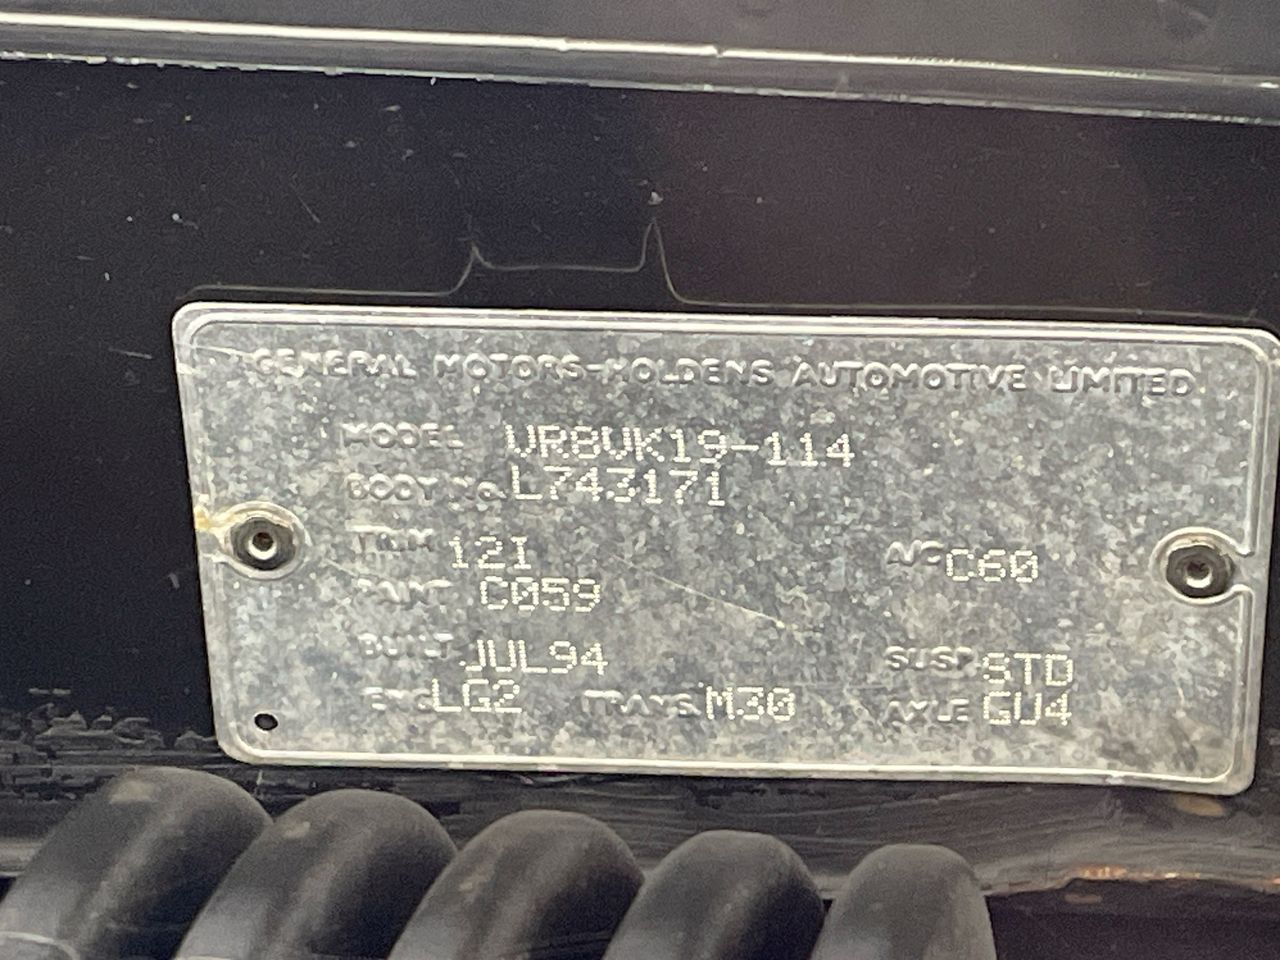 GENERAL MOTORS-HOLDENS AUTOMOTIVE LIMITED
MODEL VR8VK19-114
BODY No. L743171
TRIM 12I A/C C60
PAINT C059
BUILT JUL94 SUSP. STD
ENG. LG2 TRANS. M30 AXLE GU4